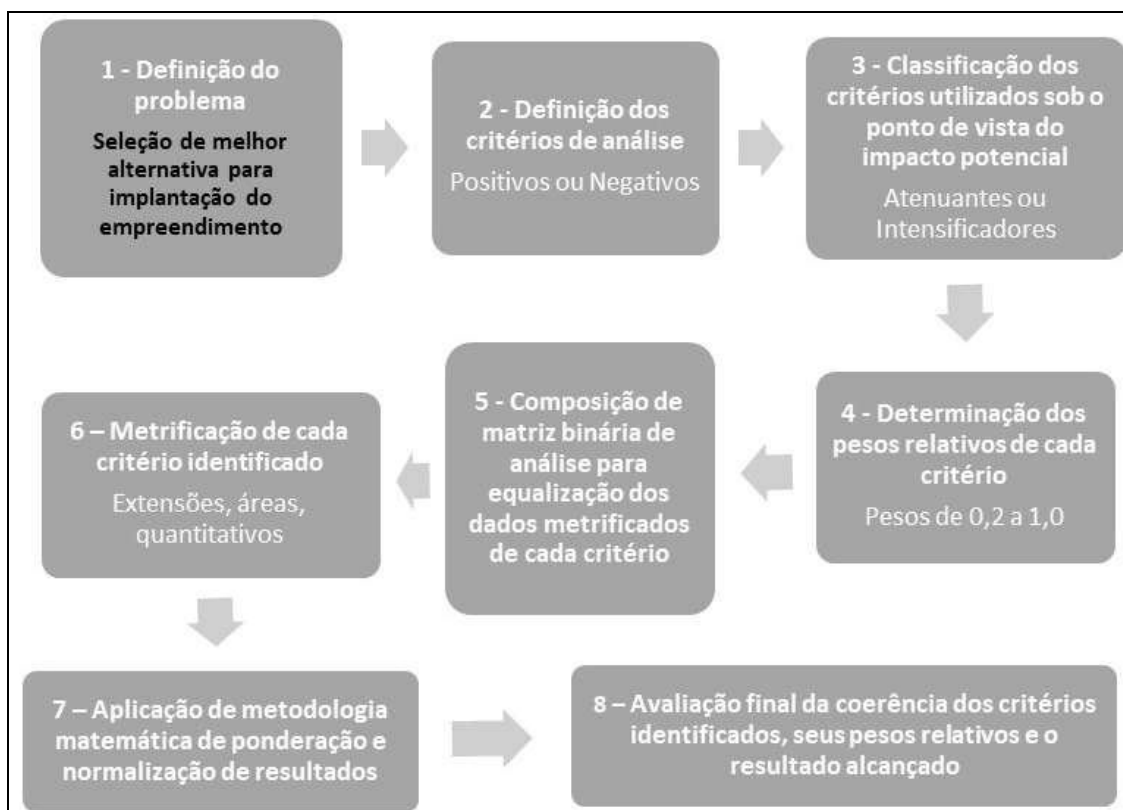 1 - Definição do
problema
Seleção de melhor
alternativa para
implantação do
empreendimento
2 - Definição dos
critérios de análise
Positivos ou Negativos
3 - Classificação dos
critérios utilizados sob o
ponto de vista do
impacto potencial
Atenuantes ou
Intensificadores
4 - Determinação dos
pesos relativos de cada
critério
Pesos de 0,2 a 1,0
5 - Composição de
matriz binária de
análise para
equalização dos
dados metrificados
de cada critério
6 – Metrificação de cada
critério identificado
Extensões, áreas,
quantitativos
7 – Aplicação de metodologia
matemática de ponderação e
normalização de resultados
8 – Avaliação final da coerência dos critérios
identificados, seus pesos relativos e o
resultado alcançado